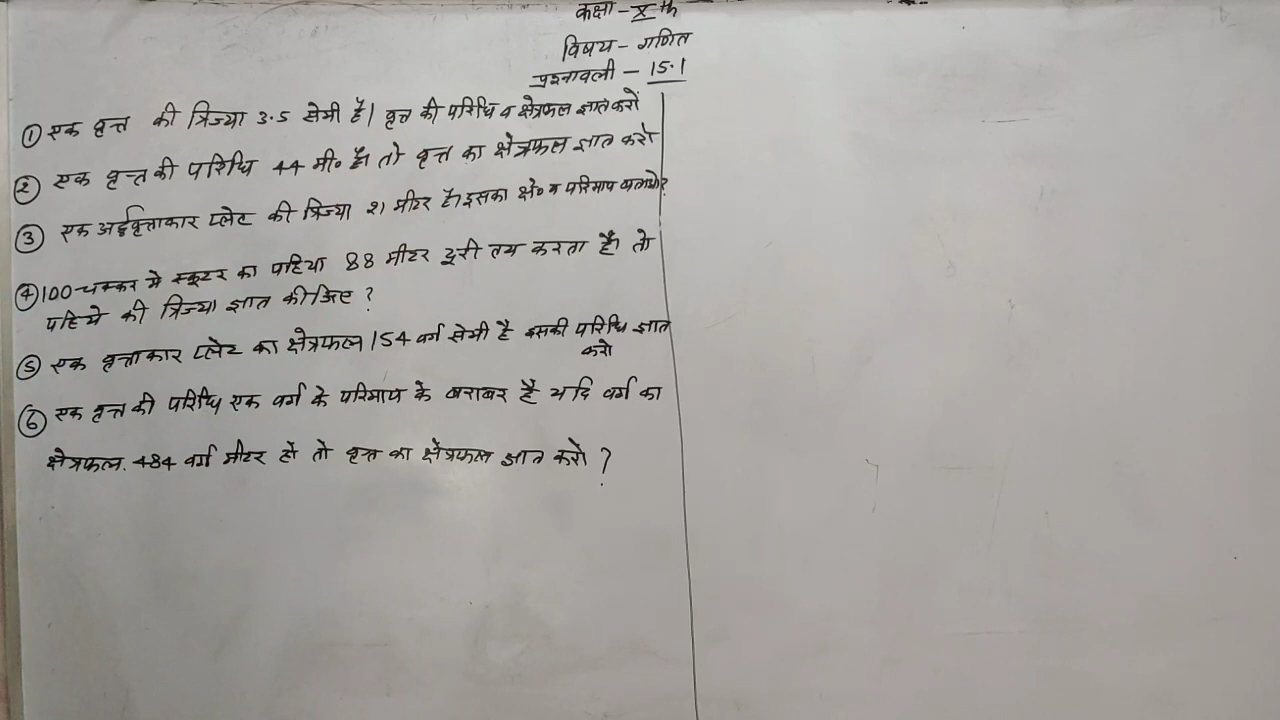 कक्षा - Xth
विषय - गणित
प्रश्नावली - 15.1
① एक वृत्त की त्रिज्या 3.5 सेमी है। वृत्त की परिधि व क्षेत्रफल ज्ञात करों
② एक वृत्त की परिधि 44 मी० है। तो वृत्त का क्षेत्रफल ज्ञात करो
③ एक अर्द्धवृत्ताकार प्लेट की त्रिज्या 21 मीटर है। इसका क्षे० व परिमाप बताओ?
④ 100 चक्कर मे स्कूटर का पहिया 88 मीटर दूरी तय करता है। तो
पहिये की त्रिज्या ज्ञात कीजिए ?
⑤ एक वृत्ताकार प्लेट का क्षेत्रफल 154 वर्ग सेमी है इसकी परिधि ज्ञात
करो
⑥ एक वृत्त की परिधि एक वर्ग के परिमाप के बराबर है यदि वर्ग का
क्षेत्रफल. 484 वर्ग मीटर हो तो वृत्त का क्षेत्रफल ज्ञात करो ?